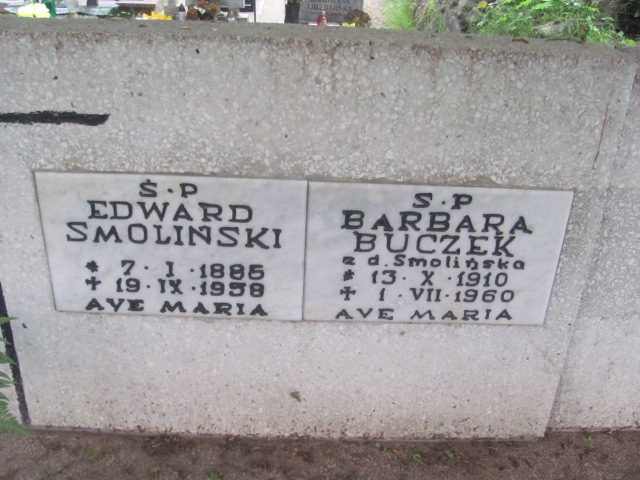 Ś.P
EDWARD
SMOLIŃSKI
* 7.I.1885
+ 19.IX.1958
AVE MARIA
S.P
BARBARA
BUCZEK
z d. Smolińska
* 13.X.1910
+ 1.VII.1960
AVE MARIA